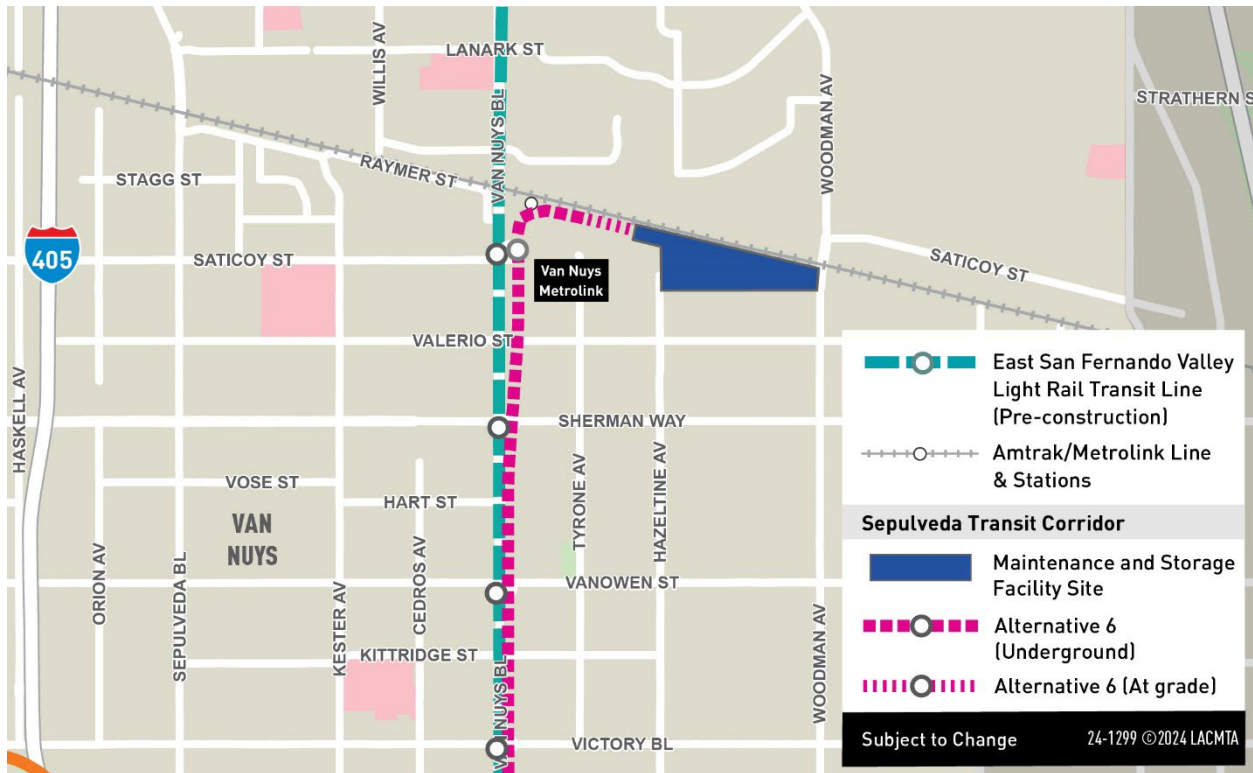 LANARK ST
WILLIS AV
VAN NUYS BL
WOODMAN AV
STRATHERN S
RAYMER ST
STAGG ST
405
SATICOY ST
Van Nuys
Metrolink
SATICOY ST
VALERIO ST
HASKELL AV
SHERMAN WAY
VOSE ST
HART ST
VAN
NUYS
ORION AV
SEPULVEDA BL
KESTER AV
CEDROS AV
TYRONE AV
HAZELTINE AV
VANOWEN ST
KITTRIDGE ST
VAN NUYS BL
WOODMAN AV
VICTORY BL
East San Fernando Valley
Light Rail Transit Line
(Pre-construction)
Amtrak/Metrolink Line
& Stations
Sepulveda Transit Corridor
Maintenance and Storage
Facility Site
Alternative 6
(Underground)
Alternative 6 (At grade)
Subject to Change
24-1299 ©2024 LACMTA